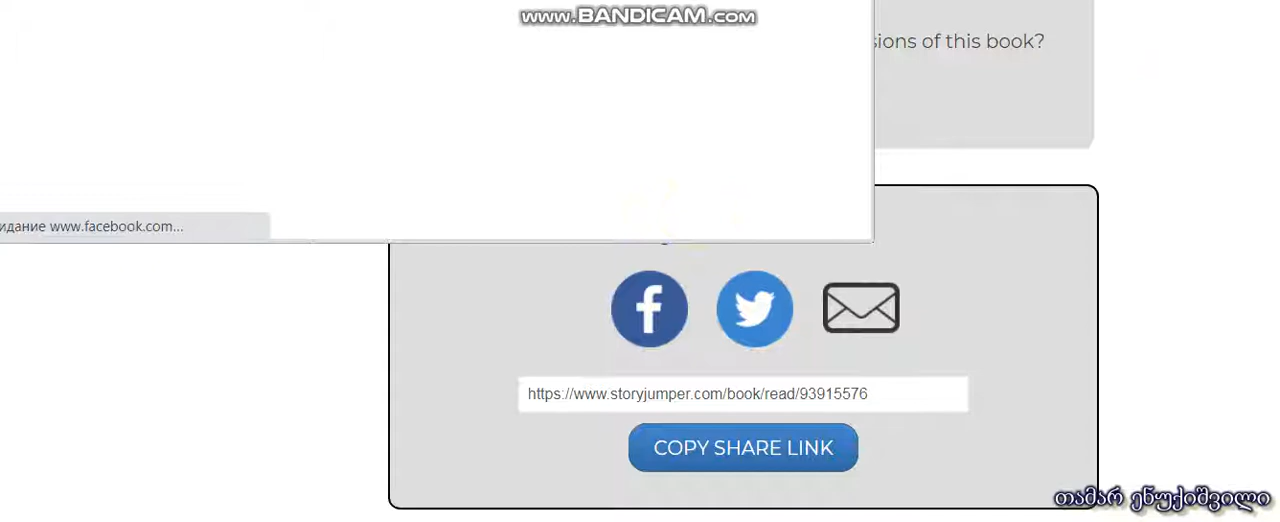 www.BANDICAM.com
sions of this book?
идание www.facebook.com...
https://www.storyjumper.com/book/read/93915576
COPY SHARE LINK
თამარ ენუქიშვილი